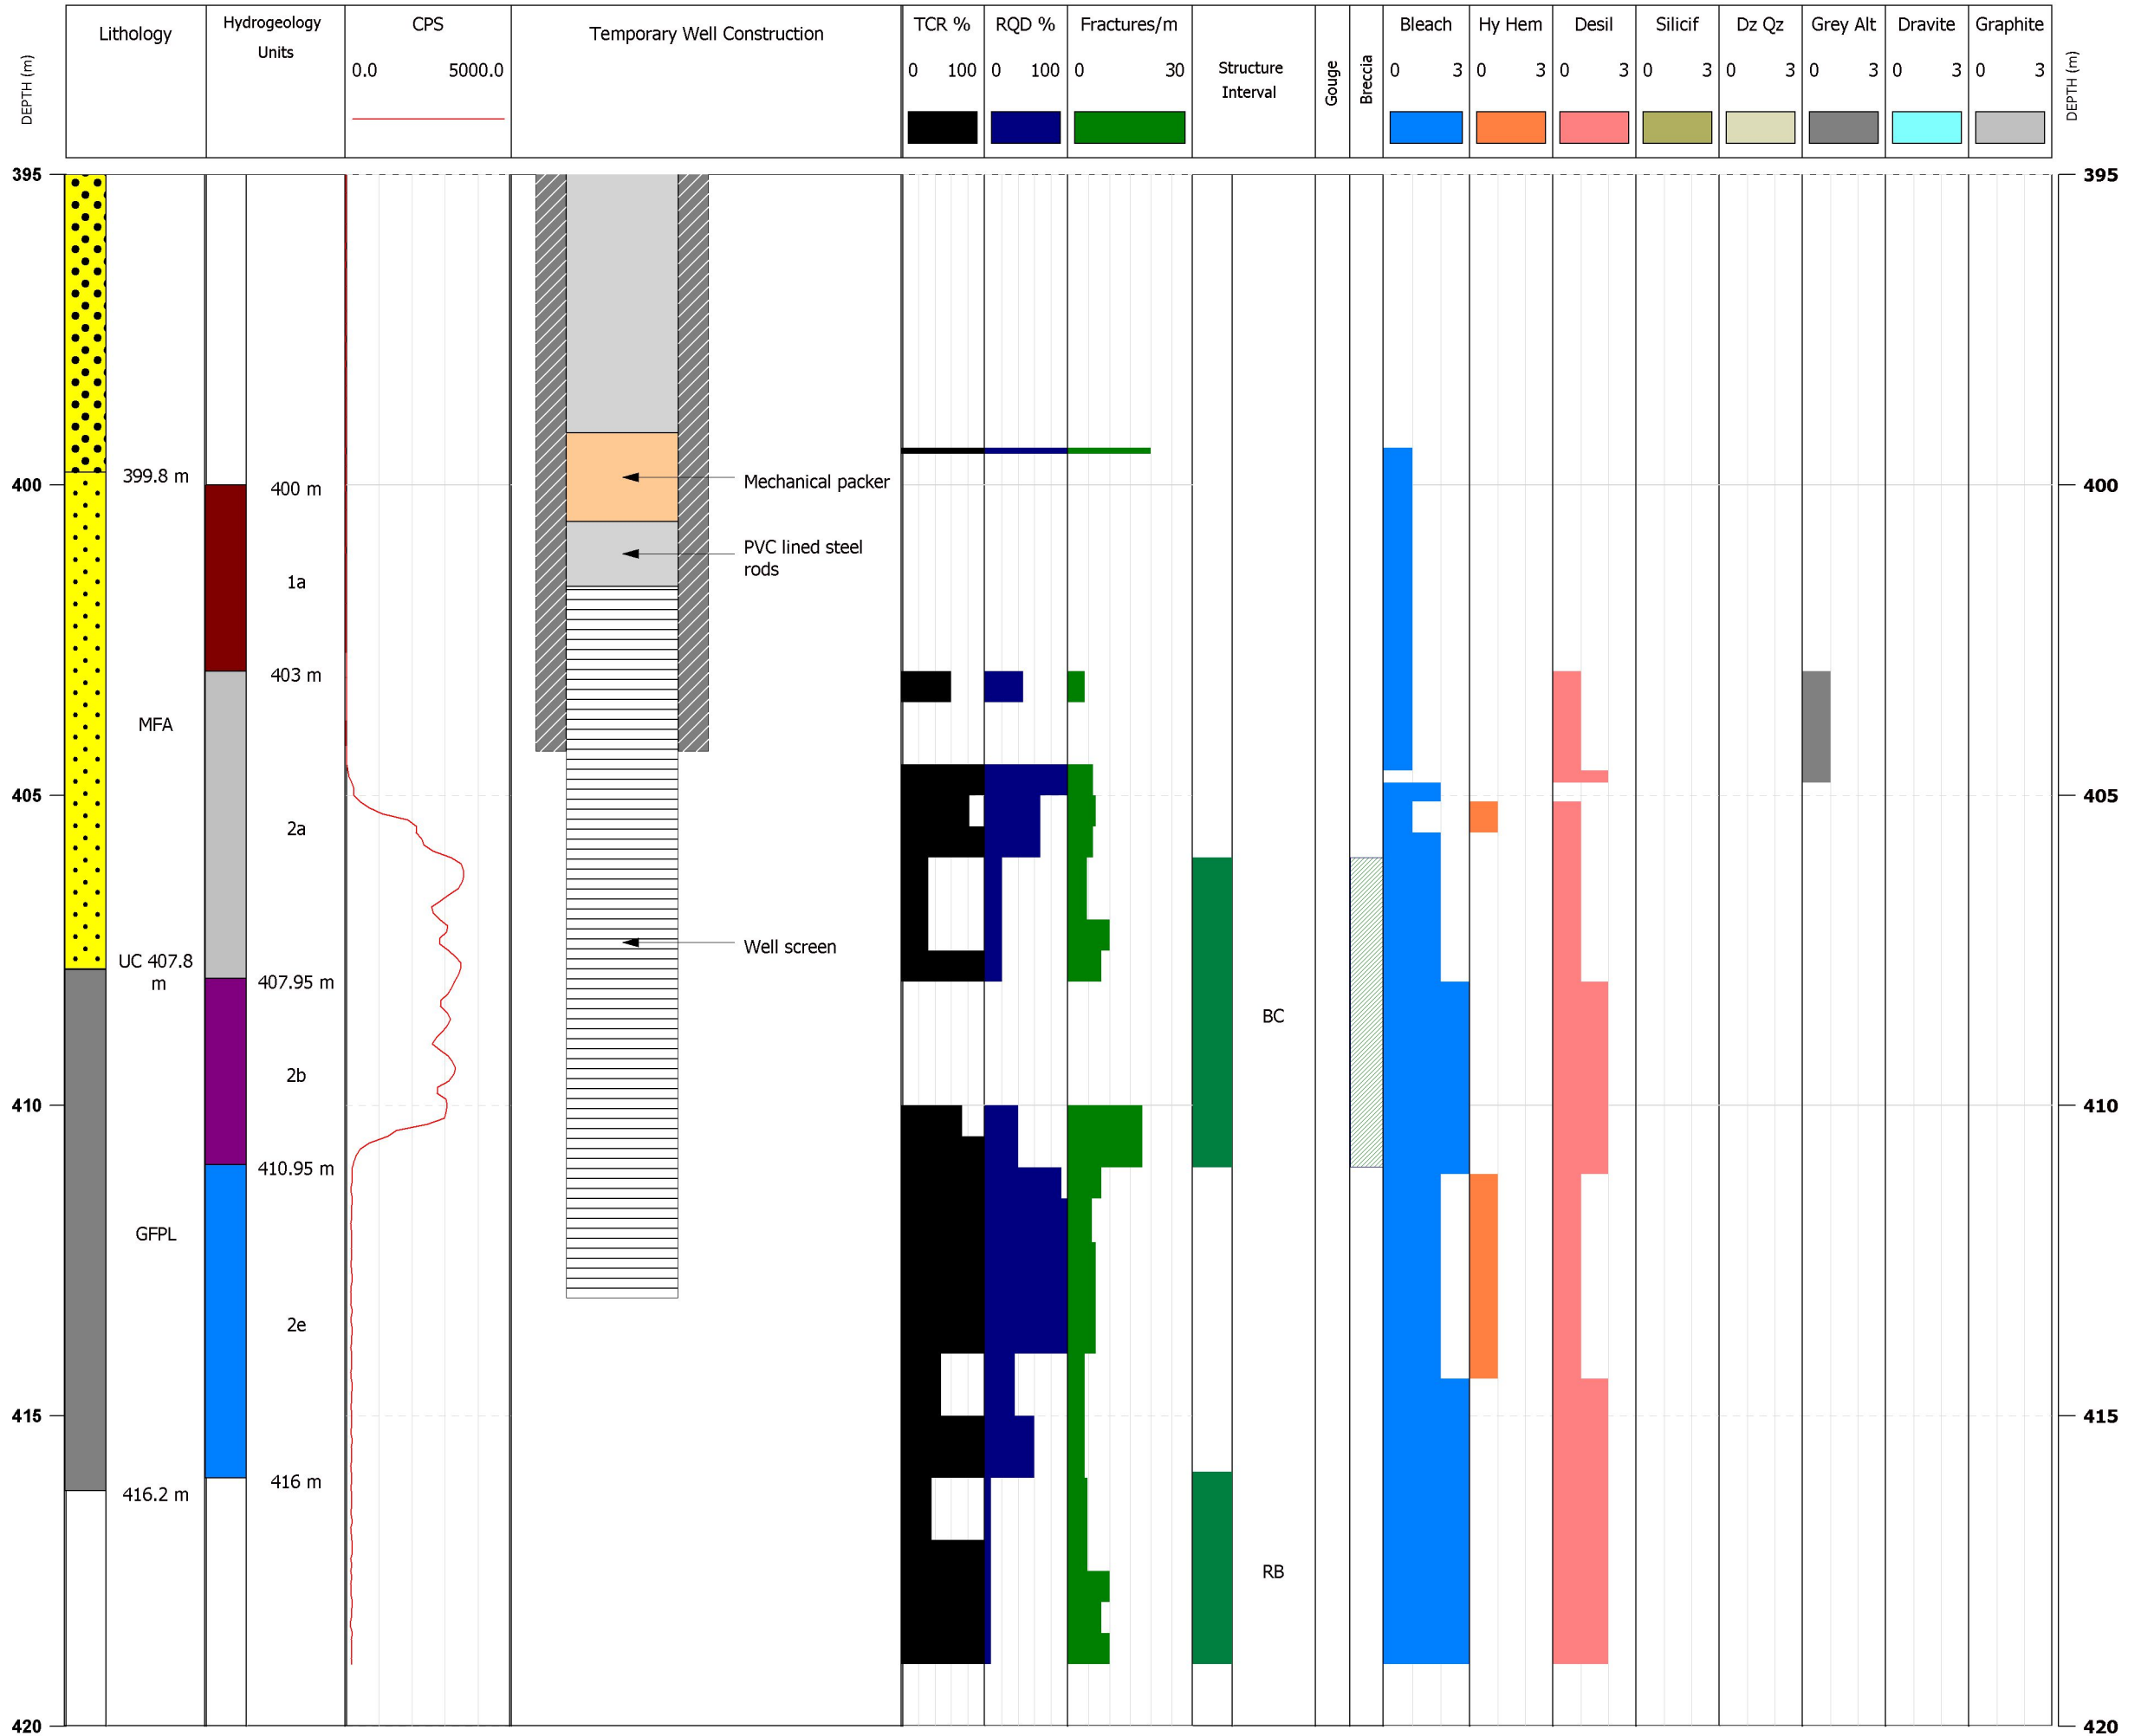 DEPTH (m)
Lithology
Hydrogeology
Units
CPS
0.0 5000.0
Temporary Well Construction
TCR %
0 100
RQD %
0 100
Fractures/m
0 30
Structure
Interval
Gouge
Breccia
Bleach
0 3
Hy Hem
0 3
Desil
0 3
Silicif
0 3
Dz Qz
0 3
Grey Alt
0 3
Dravite
0 3
Graphite
0 3
DEPTH (m)
395
400
405
410
415
420
399.8 m
MFA
UC 407.8
m
GFPL
416.2 m
400 m
1a
403 m
2a
407.95 m
2b
410.95 m
2e
416 m
Mechanical packer
PVC lined steel
rods
Well screen
BC
RB
395
400
405
410
415
420